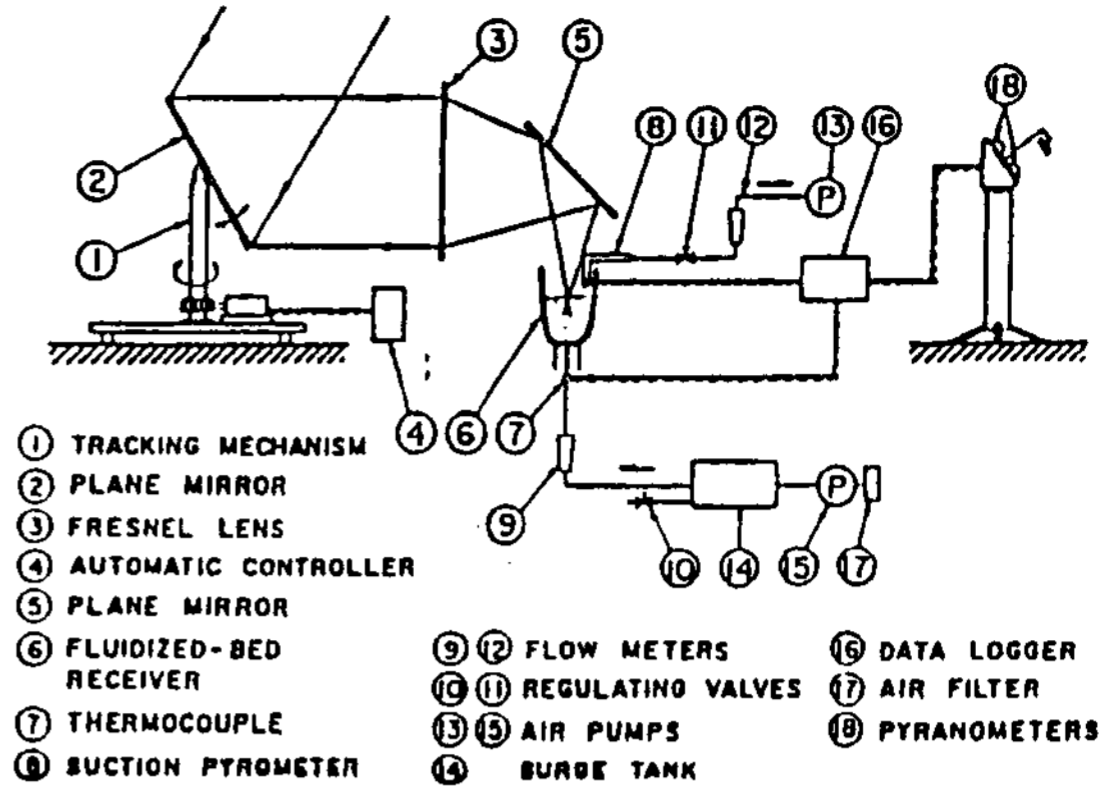 3 5 8 11 12 13 16 18
P
2
1
4 6 7
P
9 10 14 15 17
1 TRACKING MECHANISM
2 PLANE MIRROR
3 FRESNEL LENS
4 AUTOMATIC CONTROLLER
5 PLANE MIRROR
6 FLUIDIZED-BED
RECEIVER
7 THERMOCOUPLE
8 SUCTION PYROMETER
9 12 FLOW METERS
10 11 REGULATING VALVES
13 15 AIR PUMPS
14 SURGE TANK
16 DATA LOGGER
17 AIR FILTER
18 PYRANOMETERS